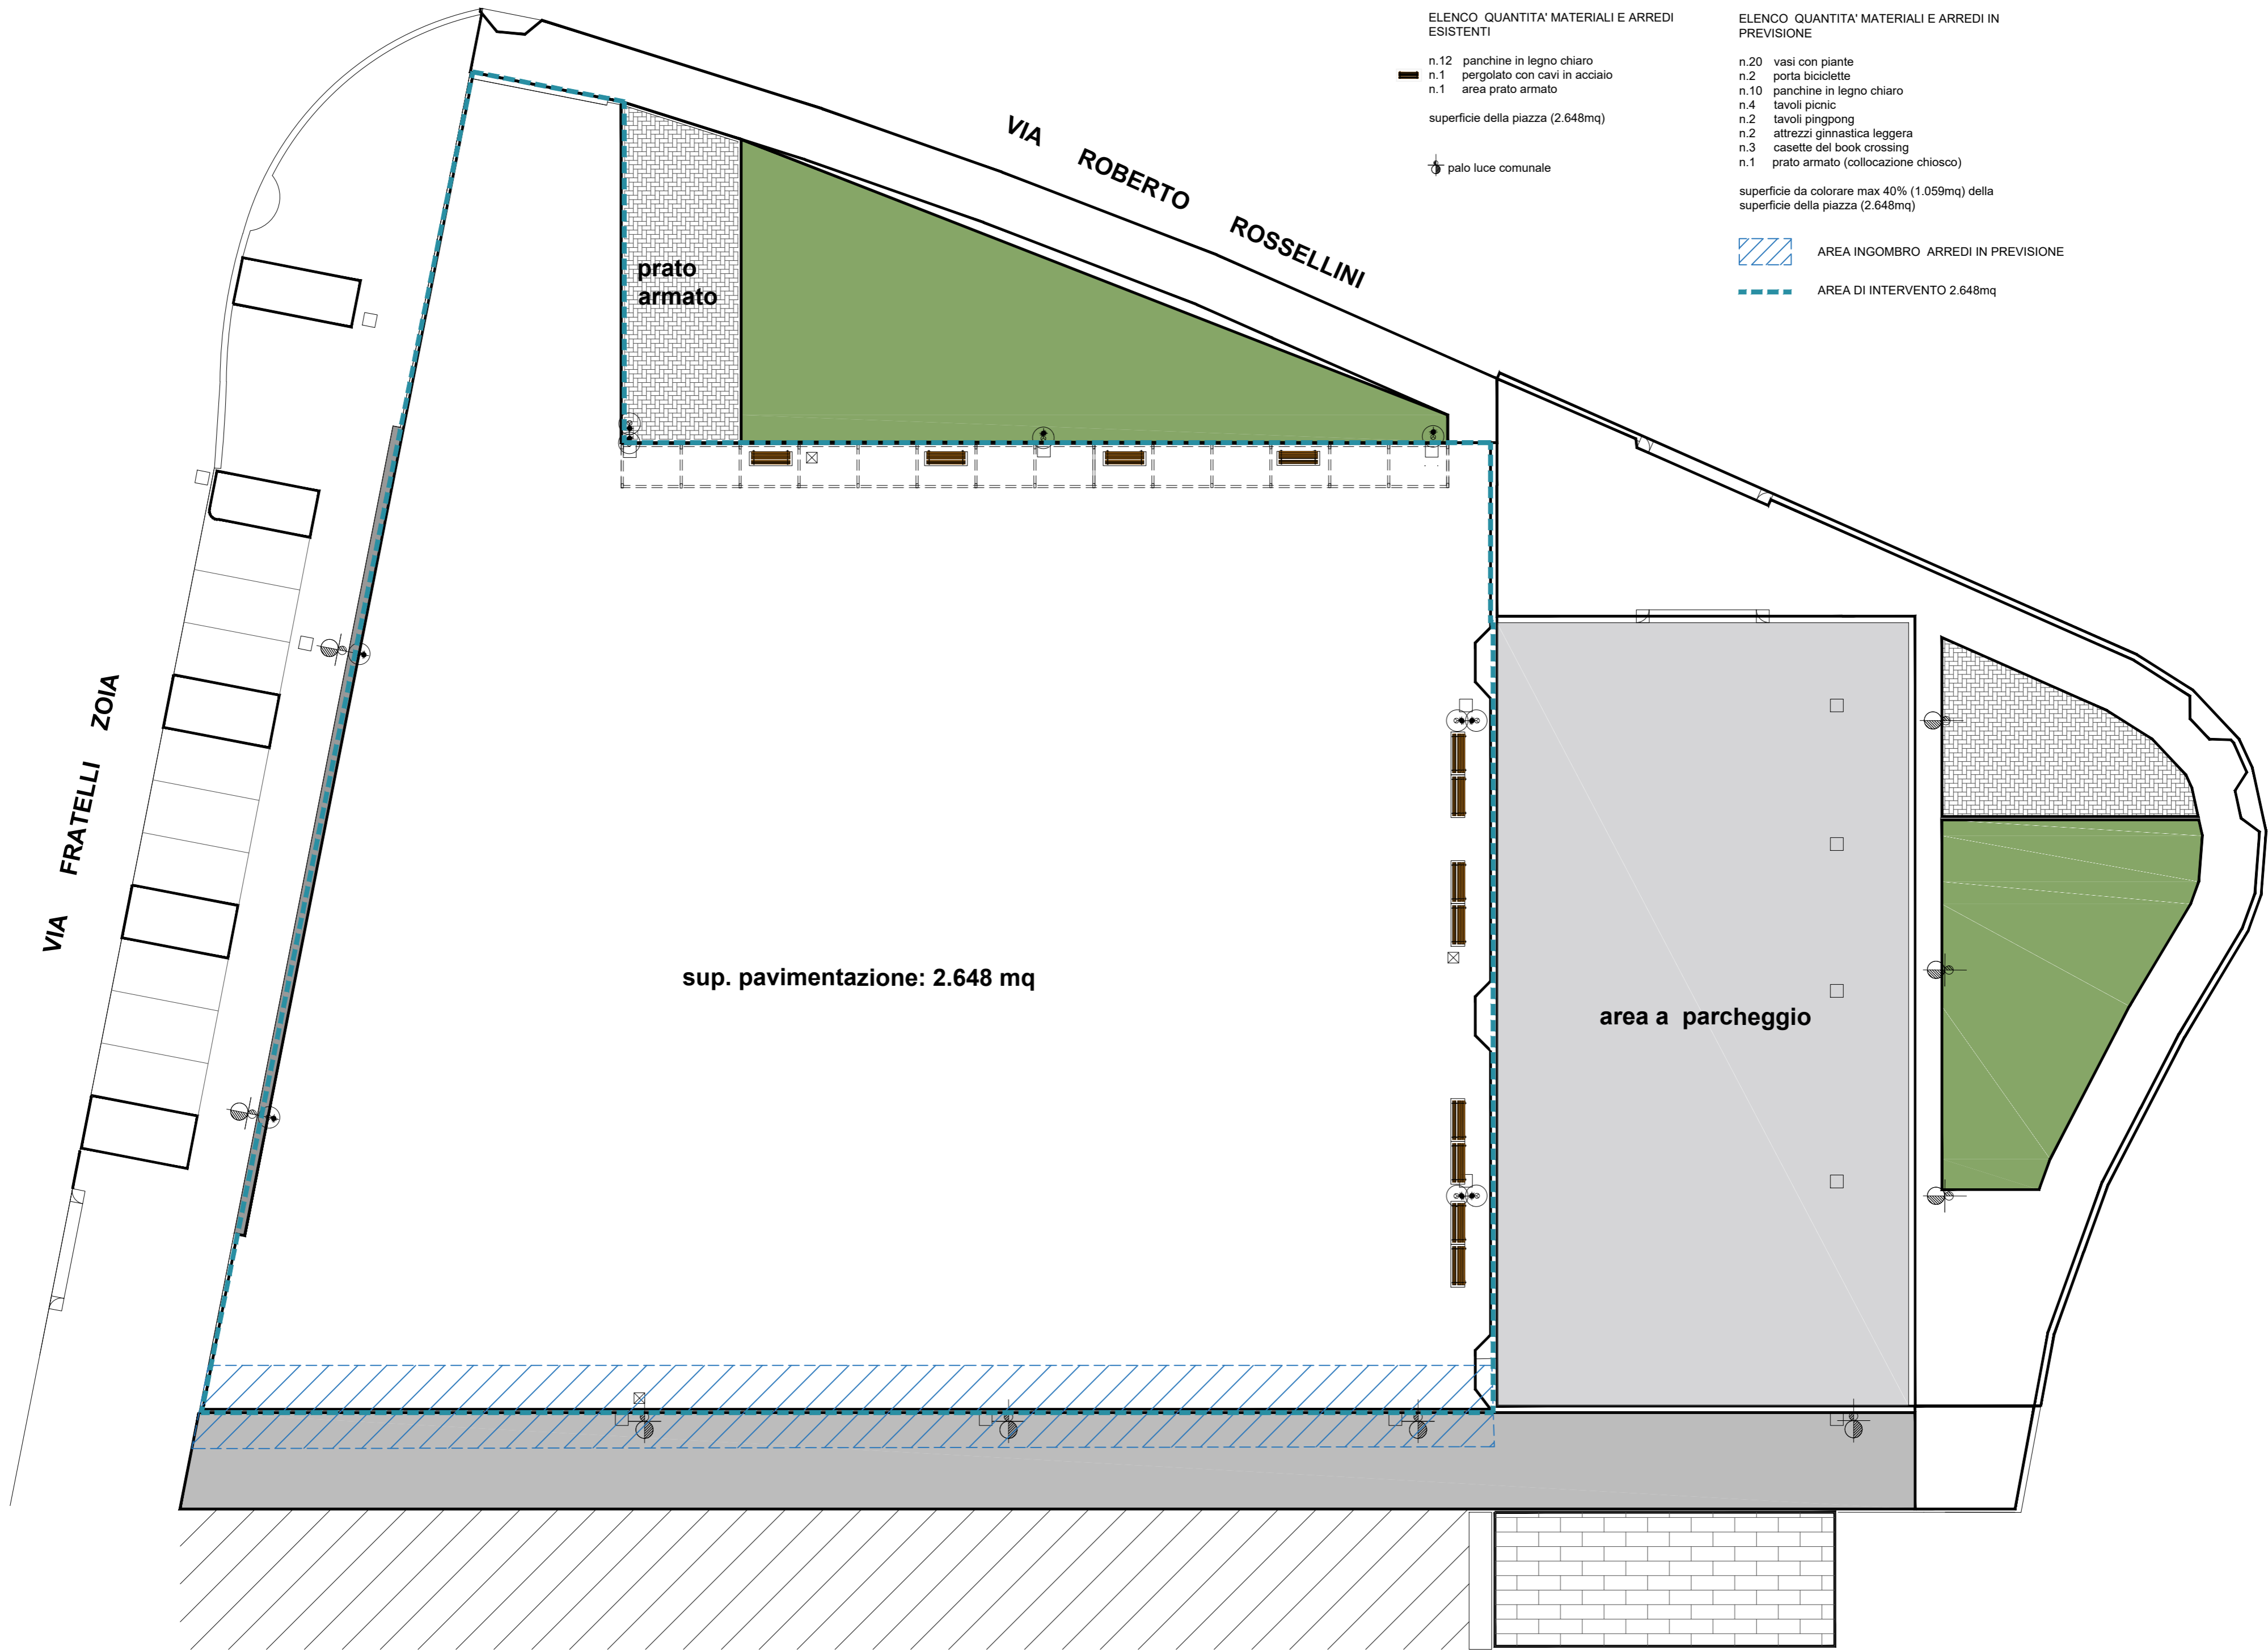 ELENCO QUANTITA' MATERIALI E ARREDI
ESISTENTI
n.12 panchine in legno chiaro
n.1 pergolato con cavi in acciaio
n.1 area prato armato
superficie della piazza (2.648mq)
palo luce comunale
ELENCO QUANTITA' MATERIALI E ARREDI IN
PREVISIONE
n.20 vasi con piante
n.2 porta biciclette
n.10 panchine in legno chiaro
n.4 tavoli picnic
n.2 tavoli pingpong
n.2 attrezzi ginnastica leggera
n.3 casette del book crossing
n.1 prato armato (collocazione chiosco)
superficie da colorare max 40% (1.059mq) della
superficie della piazza (2.648mq)
AREA INGOMBRO ARREDI IN PREVISIONE
AREA DI INTERVENTO 2.648mq
VIA ROBERTO ROSSELLINI
prato
armato
VIA FRATELLI ZOIA
sup. pavimentazione: 2.648 mq
area a parcheggio